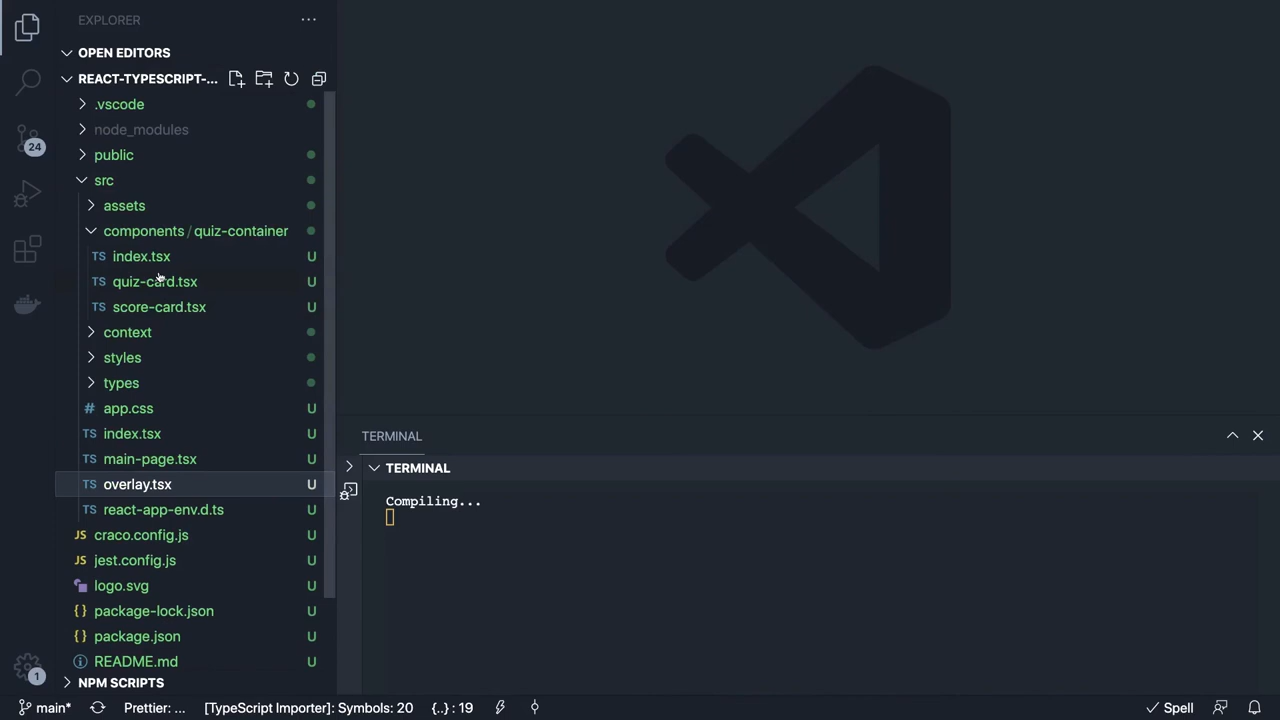 EXPLORER
OPEN EDITORS
REACT-TYPESCRIPT-...
.vscode
node_modules
public
src
assets
components / quiz-container
TS index.tsx U
TS quiz-card.tsx U
TS score-card.tsx U
context
styles
types
# app.css U
TS index.tsx U
TS main-page.tsx U
TS overlay.tsx U
TS react-app-env.d.ts U
JS craco.config.js U
JS jest.config.js U
logo.svg U
{} package-lock.json U
{} package.json U
README.md U
NPM SCRIPTS
24
1
TERMINAL
TERMINAL
Compiling...
main* Prettier: ... [TypeScript Importer]: Symbols: 20 {..} : 19 Spell